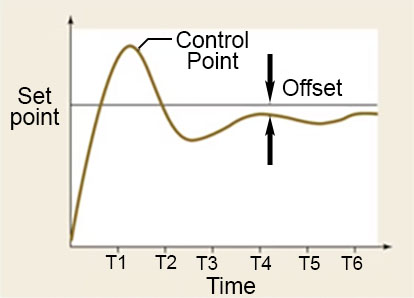 Control
Point
Offset
Set
point
T1 T2 T3 T4 T5 T6
Time